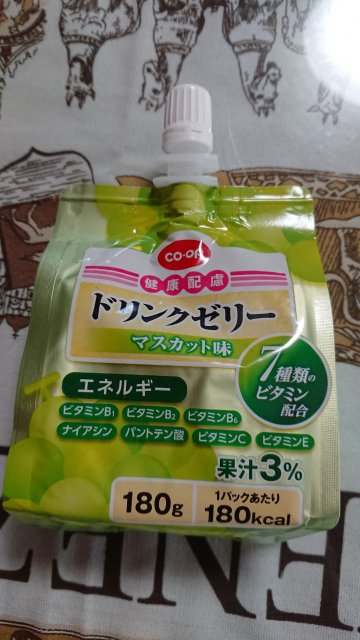 CO·OP
健康配慮
ドリンクゼリー
マスカット味
7種類の
ビタミン
配合
エネルギー
ビタミンB1 ビタミンB2 ビタミンB6
ナイアシン パントテン酸 ビタミンC ビタミンE
果汁3%
180g
1パックあたり
180kcal
ENE